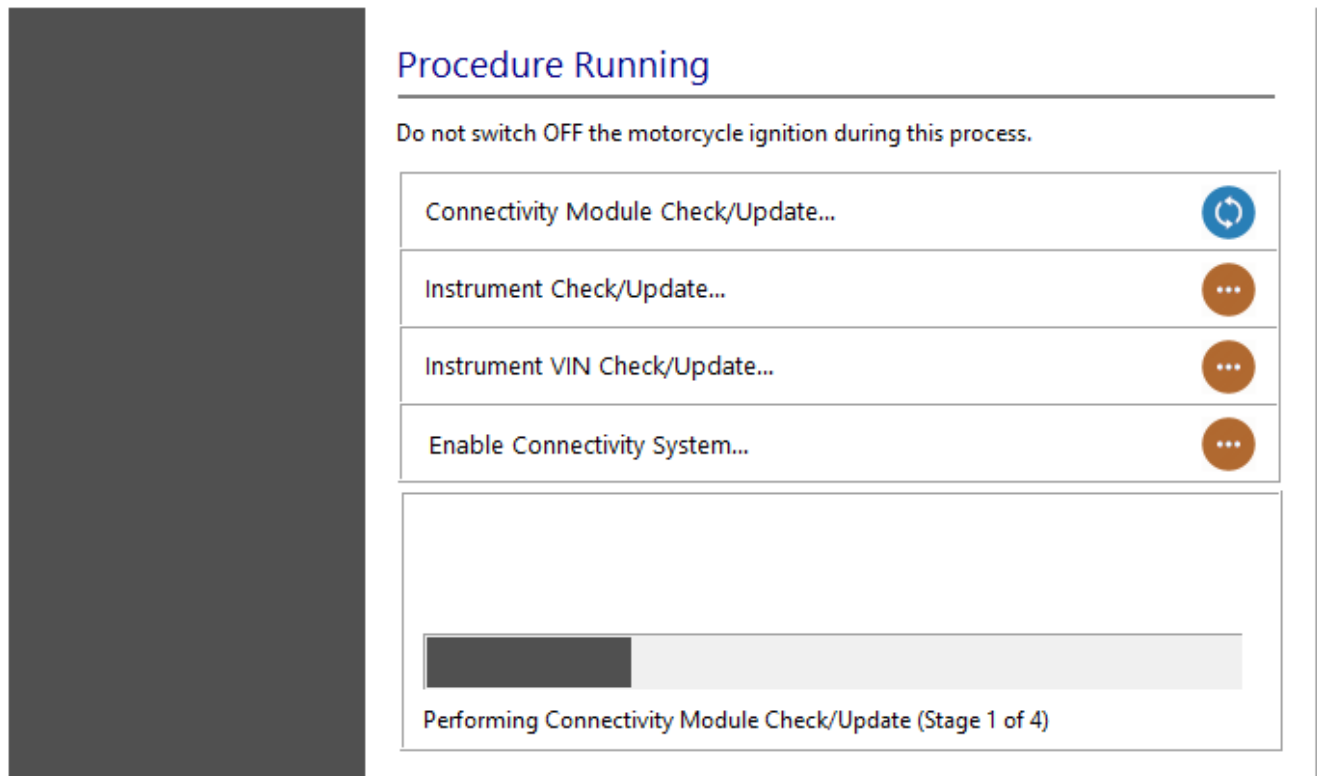 Procedure Running
Do not switch OFF the motorcycle ignition during this process.
Connectivity Module Check/Update...
Instrument Check/Update...
Instrument VIN Check/Update...
Enable Connectivity System...
Performing Connectivity Module Check/Update (Stage 1 of 4)